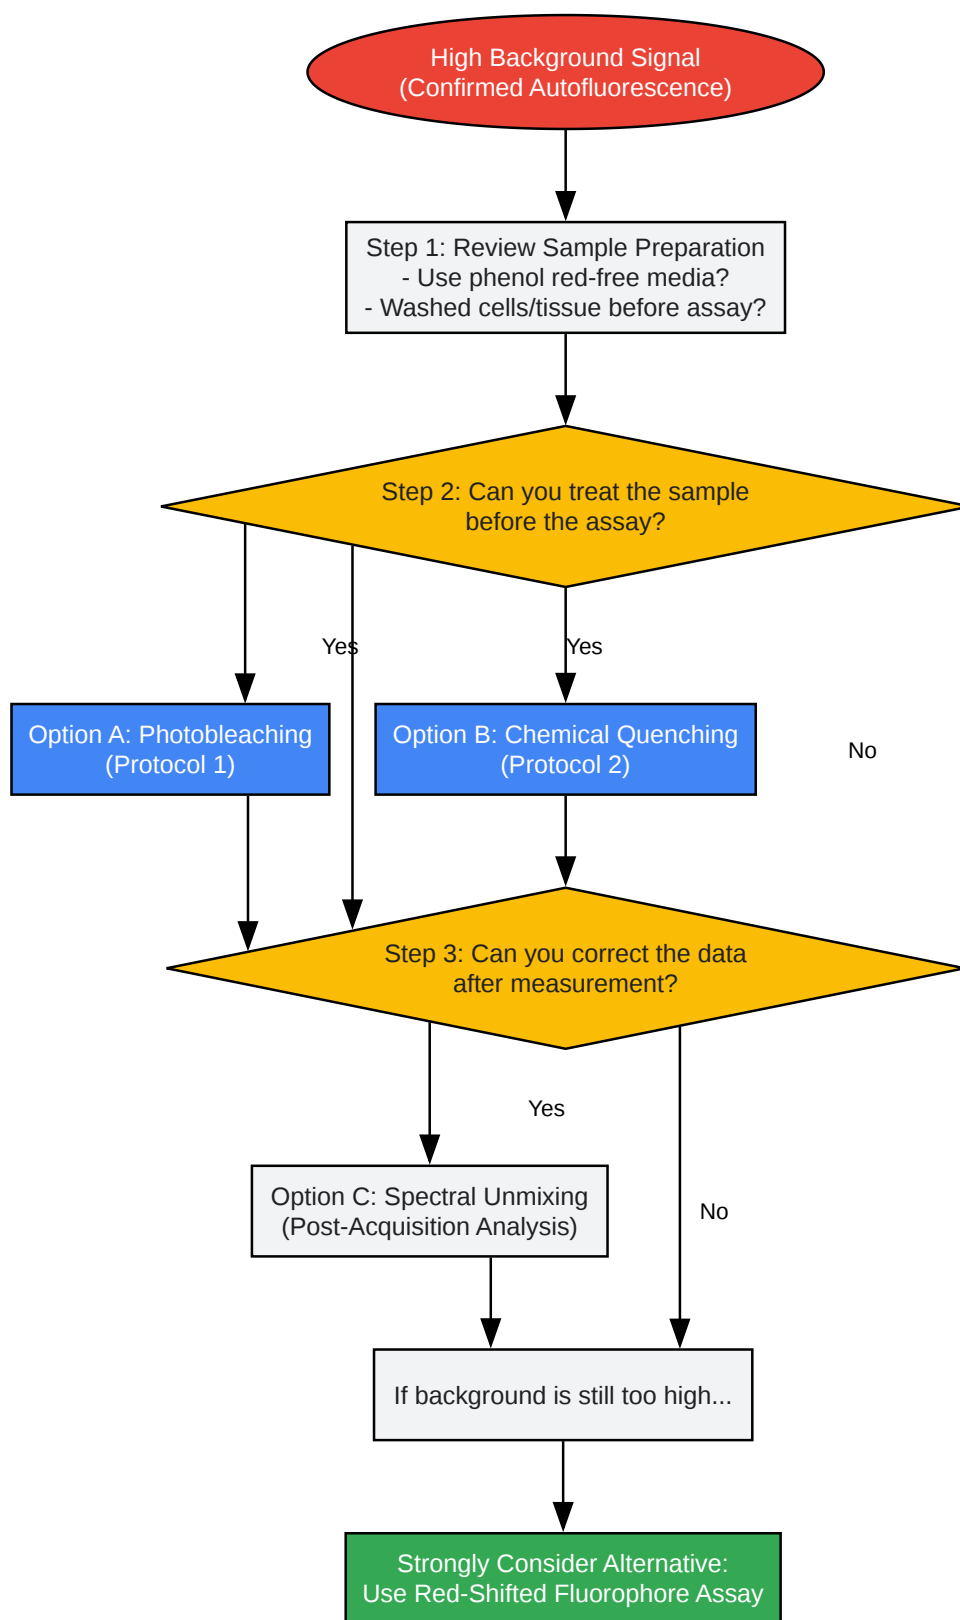 High Background Signal
(Confirmed Autofluorescence)
Step 1: Review Sample Preparation
- Use phenol red-free media?
- Washed cells/tissue before assay?
Step 2: Can you treat the sample
before the assay?
Yes
Yes
Option A: Photobleaching
(Protocol 1)
Option B: Chemical Quenching
(Protocol 2)
No
Step 3: Can you correct the data
after measurement?
Yes
Option C: Spectral Unmixing
(Post-Acquisition Analysis)
No
If background is still too high...
Strongly Consider Alternative:
Use Red-Shifted Fluorophore Assay